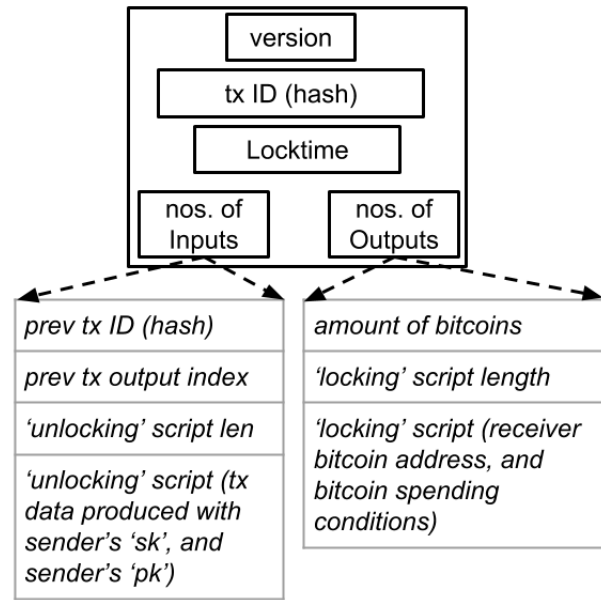 version
tx ID (hash)
Locktime
nos. of
Inputs
nos. of
Outputs
prev tx ID (hash)
prev tx output index
‘unlocking’ script len
‘unlocking’ script (tx
data produced with
sender’s ‘sk’, and
sender’s ‘pk’)
amount of bitcoins
‘locking’ script length
‘locking’ script (receiver
bitcoin address, and
bitcoin spending
conditions)